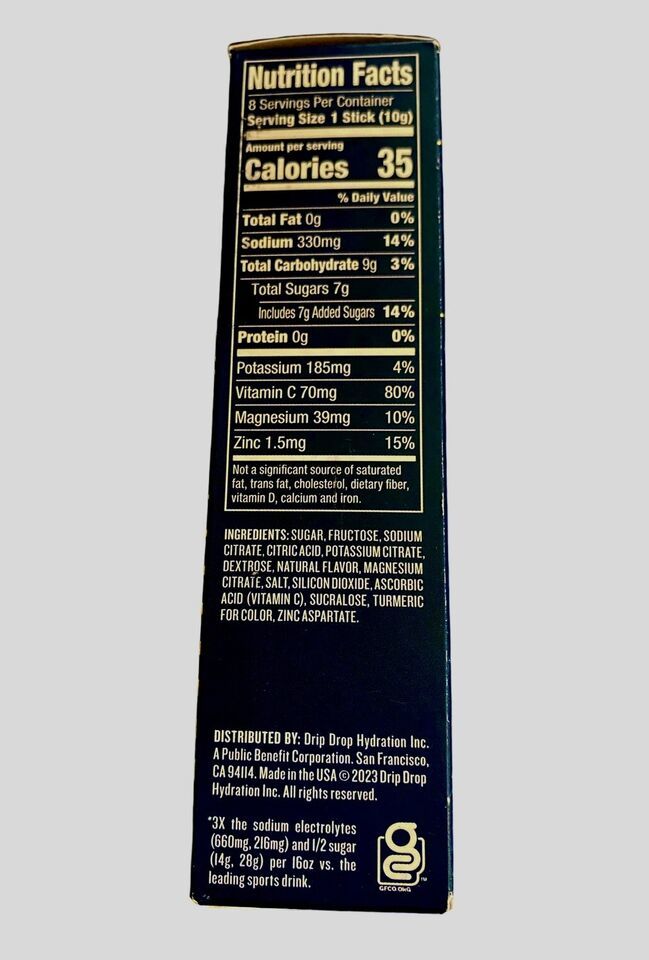 Nutrition Facts
8 Servings Per Container
Serving Size 1 Stick (10g)
Amount per serving
Calories 35
% Daily Value
Total Fat 0g 0%
Sodium 330mg 14%
Total Carbohydrate 9g 3%
Total Sugars 7g
Includes 7g Added Sugars 14%
Protein 0g 0%
Potassium 185mg 4%
Vitamin C 70mg 80%
Magnesium 39mg 10%
Zinc 1.5mg 15%
Not a significant source of saturated
fat, trans fat, cholesterol, dietary fiber,
vitamin D, calcium and iron.
INGREDIENTS: SUGAR, FRUCTOSE, SODIUM
CITRATE, CITRIC ACID, POTASSIUM CITRATE,
DEXTROSE, NATURAL FLAVOR, MAGNESIUM
CITRATE, SALT, SILICON DIOXIDE, ASCORBIC
ACID (VITAMIN C), SUCRALOSE, TURMERIC
FOR COLOR, ZINC ASPARTATE.
DISTRIBUTED BY: Drip Drop Hydration Inc.
A Public Benefit Corporation. San Francisco,
CA 94114. Made in the USA © 2023 Drip Drop
Hydration Inc. All rights reserved.
*3X the sodium electrolytes
(660mg, 216mg) and 1/2 sugar
(14g, 28g) per 16oz vs. the
leading sports drink.
GFCO.ORG
TM